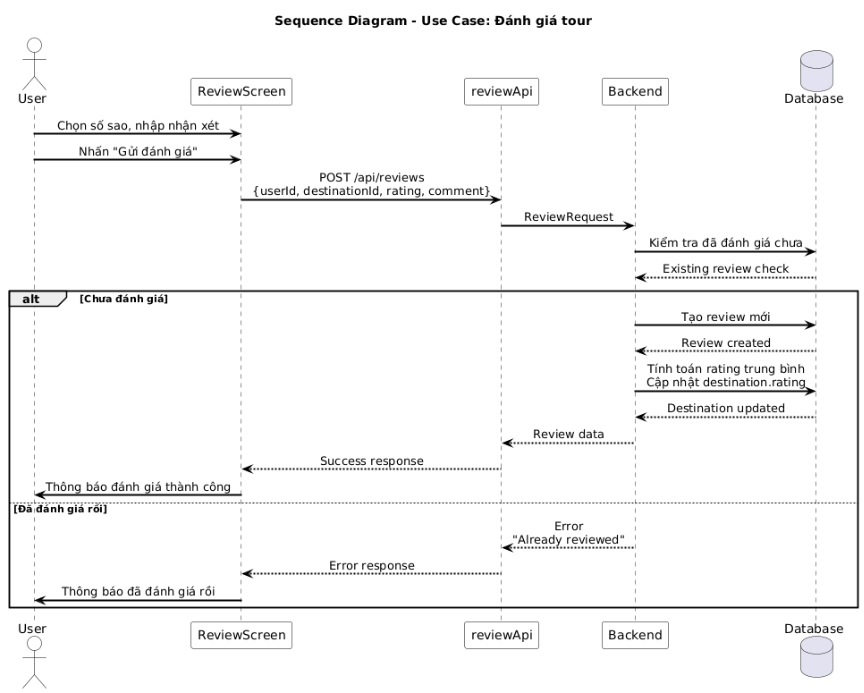 Sequence Diagram - Use Case: Đánh giá tour
User
ReviewScreen
reviewApi
Backend
Database
Chọn số sao, nhập nhận xét
Nhấn "Gửi đánh giá"
POST /api/reviews
{userId, destinationId, rating, comment}
ReviewRequest
Kiểm tra đã đánh giá chưa
Existing review check
alt
[Chưa đánh giá]
Tạo review mới
Review created
Tính toán rating trung bình
Cập nhật destination.rating
Destination updated
Review data
Success response
Thông báo đánh giá thành công
[Đã đánh giá rồi]
Error
"Already reviewed"
Error response
Thông báo đã đánh giá rồi
User
ReviewScreen
reviewApi
Backend
Database